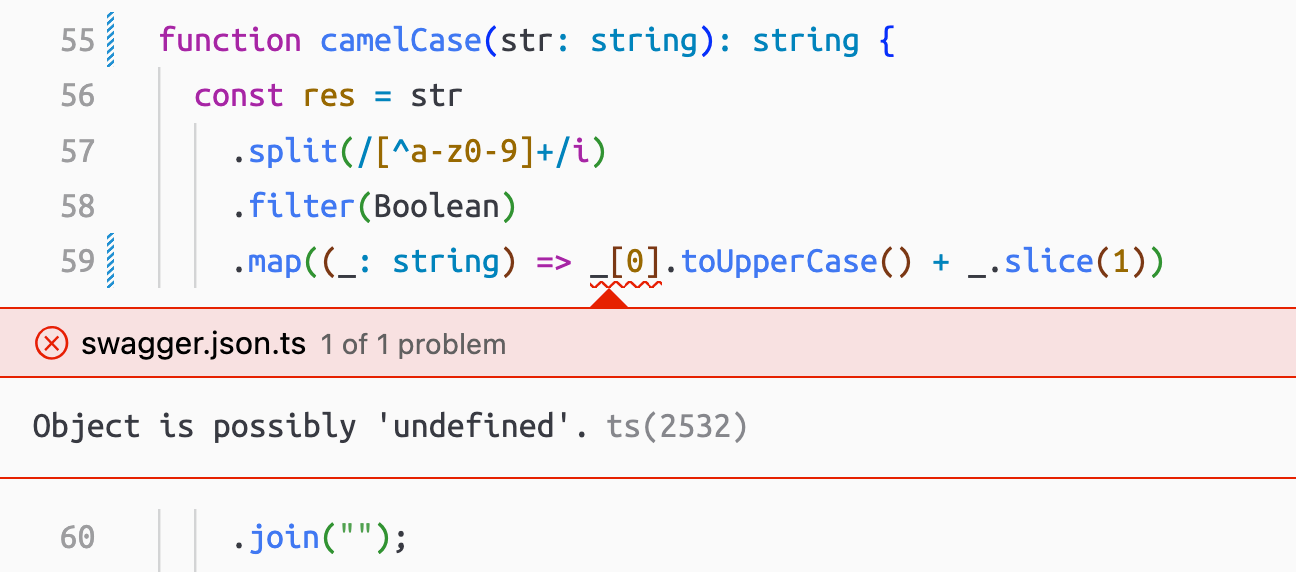 55 function camelCase(str: string): string {
56 const res = str
57 .split(/[^a-z0-9]+/i)
58 .filter(Boolean)
59 .map((_: string) => _[0].toUpperCase() + _.slice(1))
swagger.json.ts 1 of 1 problem
Object is possibly 'undefined'. ts(2532)
60 .join("");